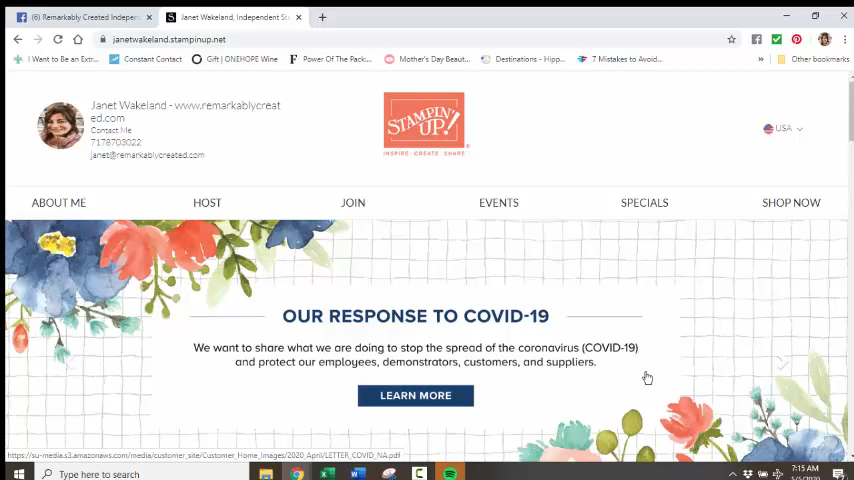 (6) Remarkably Created Independen
Janet Wakeland, Independent Sta
janetwakeland.stampinup.net
I Want to Be an Extr...
Constant Contact
Gift | ONEHOPE Wine
Power Of The Pack...
Mother's Day Beaut...
Destinations - Hipp...
7 Mistakes to Avoid...
Other bookmarks
Janet Wakeland - www.remarkablycreat
ed.com
Contact Me
7178703022
janet@remarkablycreated.com
STAMPIN' UP!
INSPIRE · CREATE · SHARE
USA
ABOUT ME HOST JOIN EVENTS SPECIALS SHOP NOW
OUR RESPONSE TO COVID-19
We want to share what we are doing to stop the spread of the coronavirus (COVID-19)
and protect our employees, demonstrators, customers, and suppliers.
LEARN MORE
https://su-media.s3.amazonaws.com/media/customer_site/Customer_Home_Images/2020_April/LETTER_COVID_NA.pdf
Type here to search
7:15 AM
5/5/2020